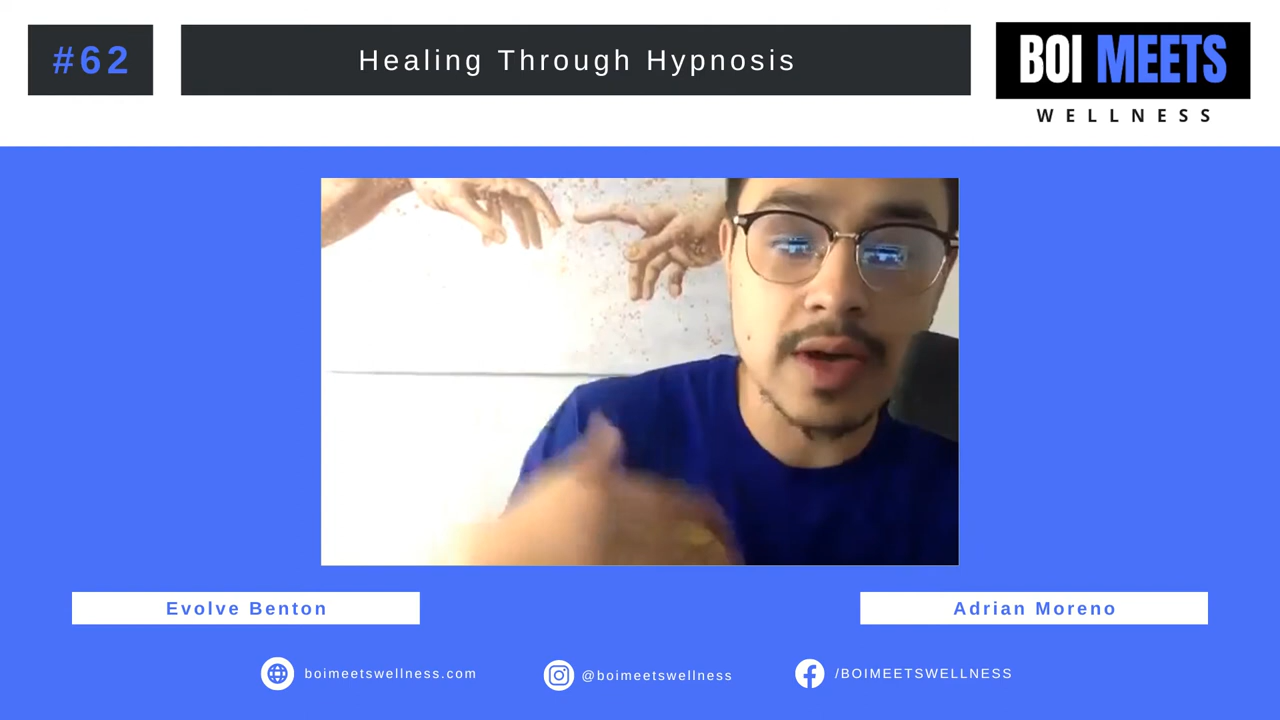 #62
Healing Through Hypnosis
BOI MEETS
WELLNESS
Evolve Benton
Adrian Moreno
boimeetswellness.com
@boimeetswellness
/BOIMEETSWELLNESS